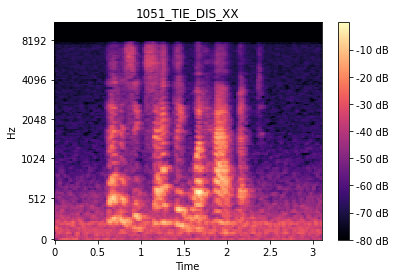 1051_TIE_DIS_XX
8192
4096
2048
1024
512
0
Hz
0 0.5 1 1.5 2 2.5 3
Time
-10 dB
-20 dB
-30 dB
-40 dB
-50 dB
-60 dB
-70 dB
-80 dB